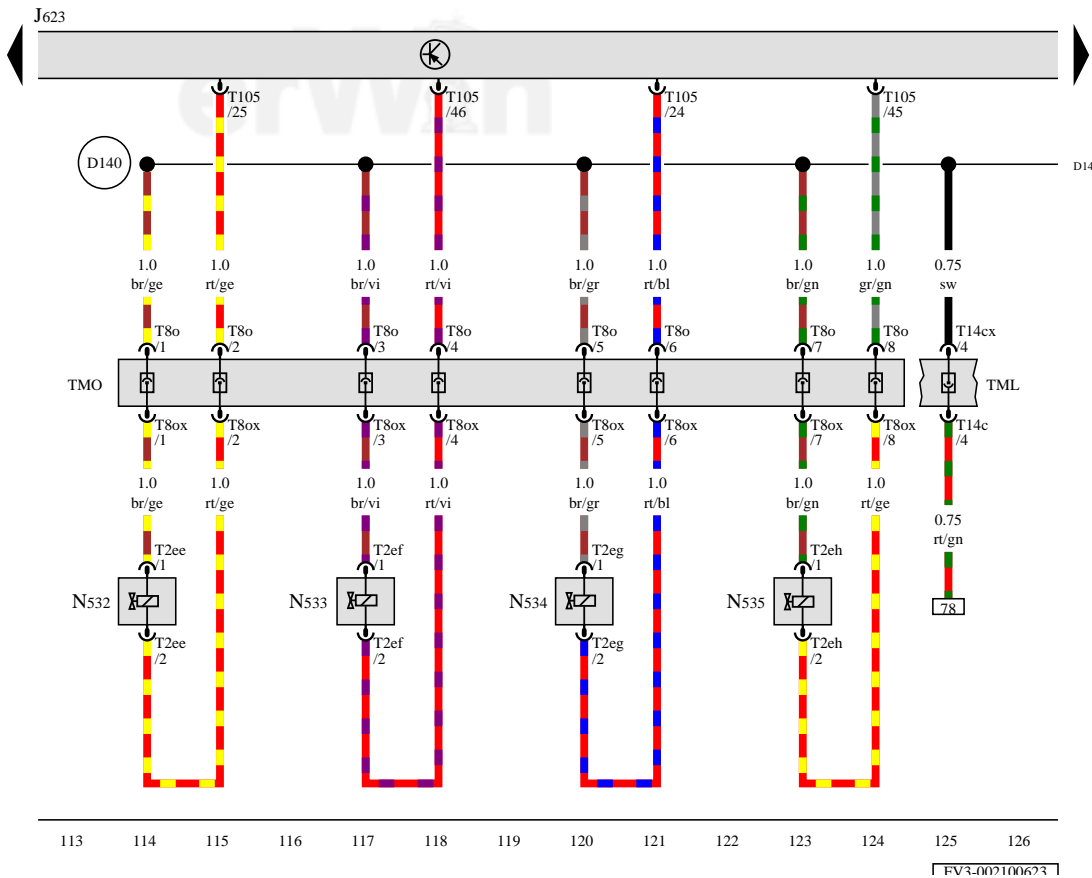 J623
erWin
T105 /25
T105 /46
T105 /24
T105 /45
D140
D14
1.0 br/ge
1.0 rt/ge
1.0 br/vi
1.0 rt/vi
1.0 br/gr
1.0 rt/bl
1.0 br/gn
1.0 gr/gn
0.75 sw
T8o /1
T8o /2
T8o /3
T8o /4
T8o /5
T8o /6
T8o /7
T8o /8
T14cx /4
TMO
TML
T8ox /1
T8ox /2
T8ox /3
T8ox /4
T8ox /5
T8ox /6
T8ox /7
T8ox /8
T14c /4
1.0 br/ge
1.0 rt/ge
1.0 br/vi
1.0 rt/vi
1.0 br/gr
1.0 rt/bl
1.0 br/gn
1.0 rt/ge
0.75 rt/gn
T2ee /1
T2ef /1
T2eg /1
T2eh /1
N532
N533
N534
N535
78
T2ee /2
T2ef /2
T2eg /2
T2eh /2
113 114 115 116 117 118 119 120 121 122 123 124 125 126
EV3-002100623